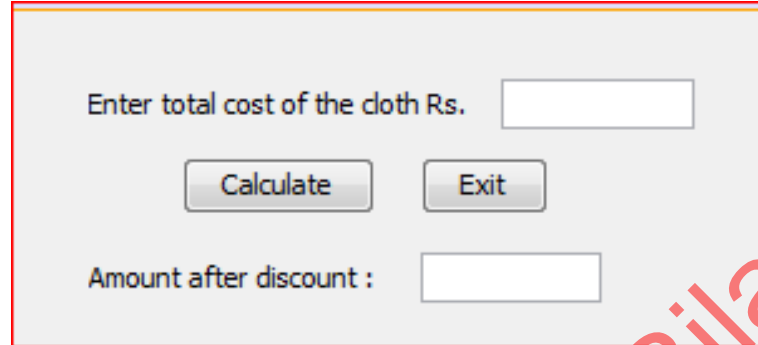 Enter total cost of the cloth Rs.
Calculate Exit
Amount after discount :